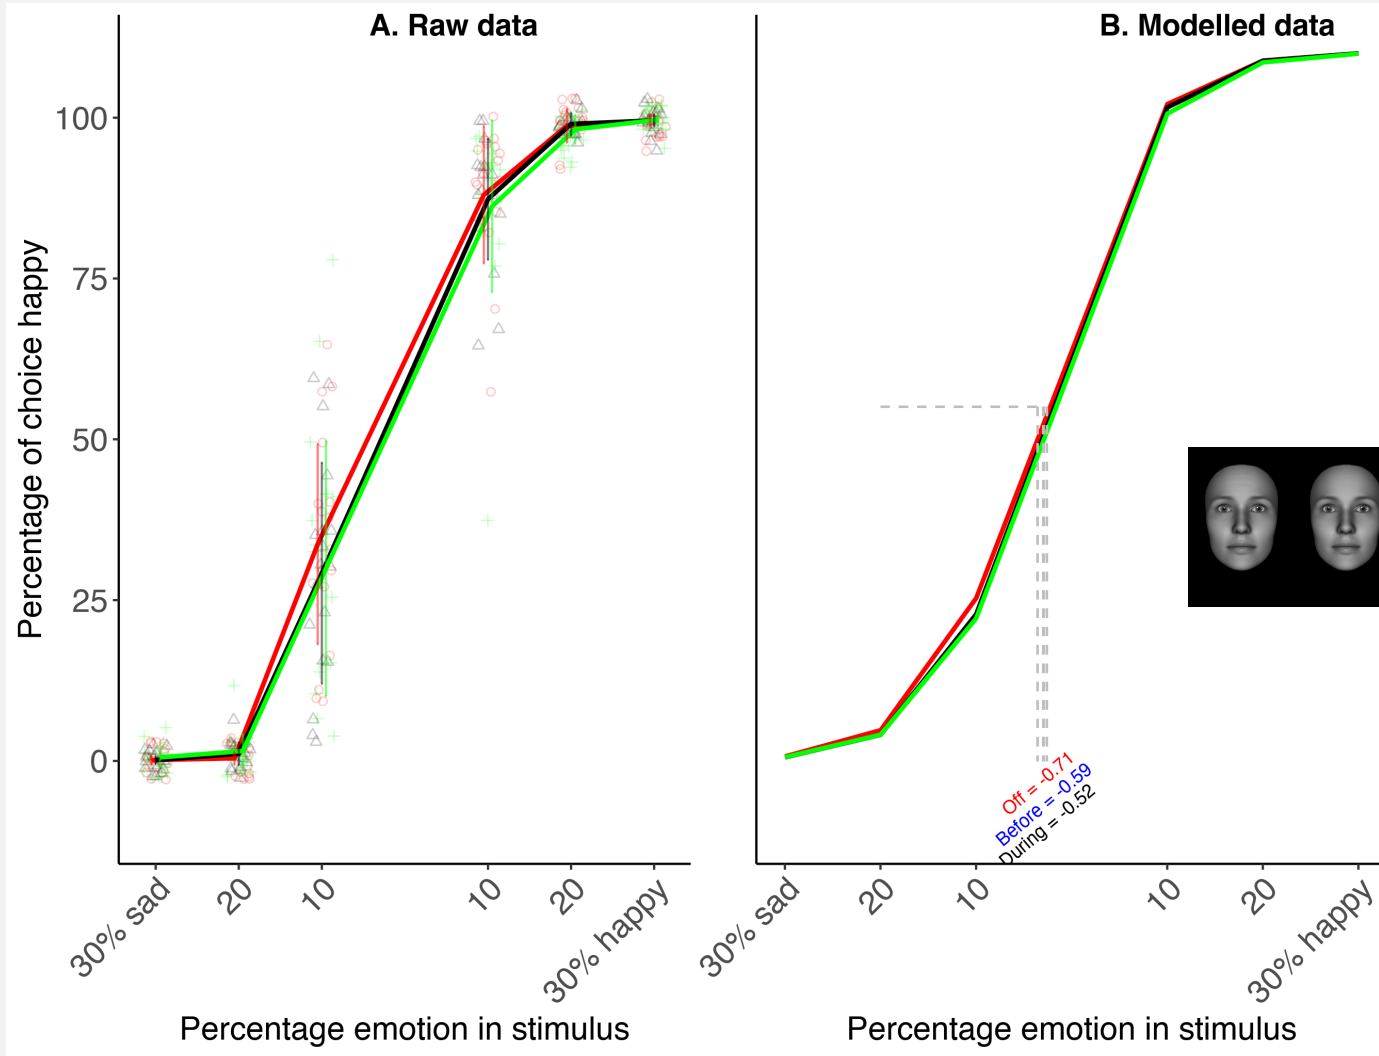 A. Raw data
Percentage of choice happy
100
75
50
25
0
30% sad
20
10
10
20
30% happy
Percentage emotion in stimulus
B. Modelled data
Off = -0.71
Before = -0.59
During = -0.52
30% sad
20
10
10
20
30% happy
Percentage emotion in stimulus